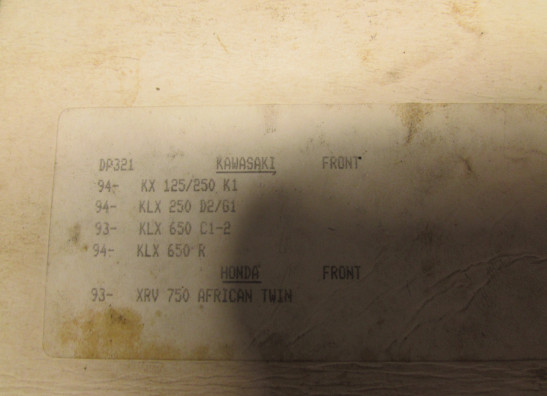 DP321 KAWASAKI FRONT
94- KX 125/250 K1
94- KLX 250 D2/G1
93- KLX 650 C1-2
94- KLX 650 R
HONDA FRONT
93- XRV 750 AFRICAN TWIN